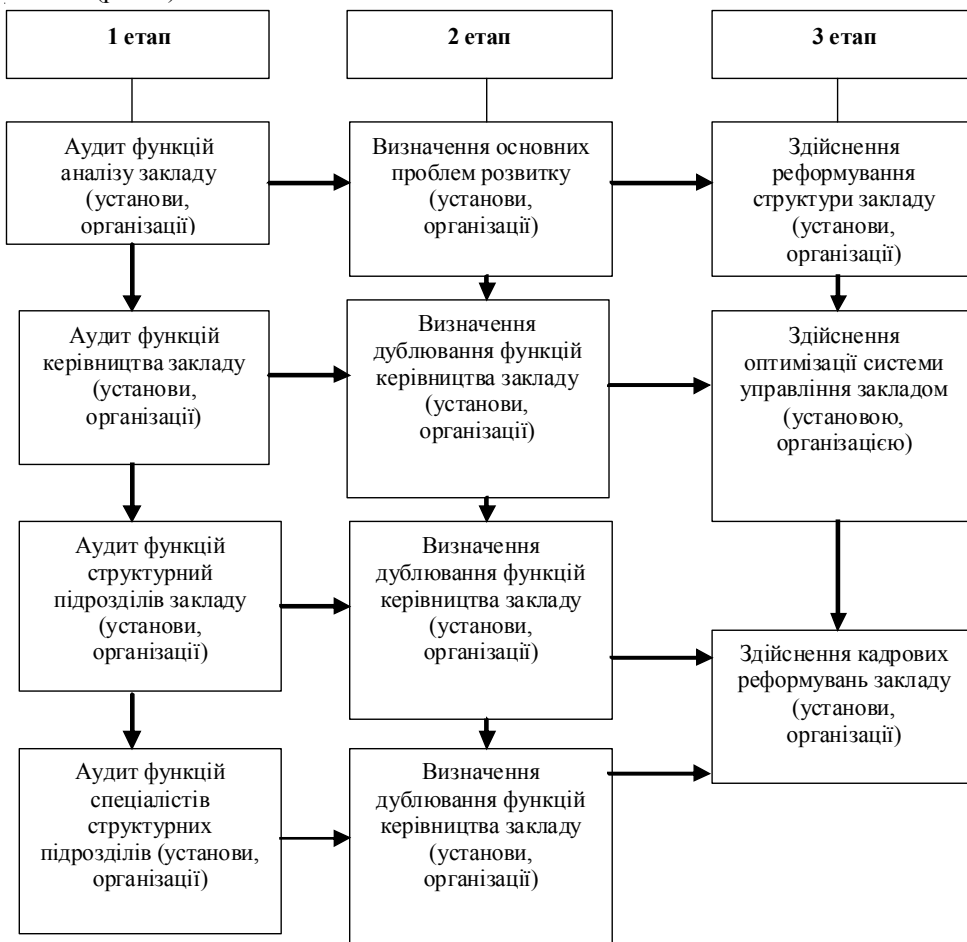 1 етап
2 етап
3 етап
Аудит функцій
аналізу закладу
(установи,
організації)
Визначення основних
проблем розвитку
(установи,
організації)
Здійснення
реформування
структури закладу
(установи,
організації)
Аудит функцій
керівництва закладу
(установи,
організації)
Визначення
дублювання функцій
керівництва закладу
(установи,
організації)
Здійснення
оптимізації системи
управління закладом
(установою,
організацією)
Аудит функцій
структурний
підрозділів закладу
(установи,
організації)
Визначення
дублювання функцій
керівництва закладу
(установи,
організації)
Здійснення кадрових
реформувань закладу
(установи,
організації)
Аудит функцій
спеціалістів
структурних
підрозділів (установи,
організації)
Визначення
дублювання функцій
керівництва закладу
(установи,
організації)